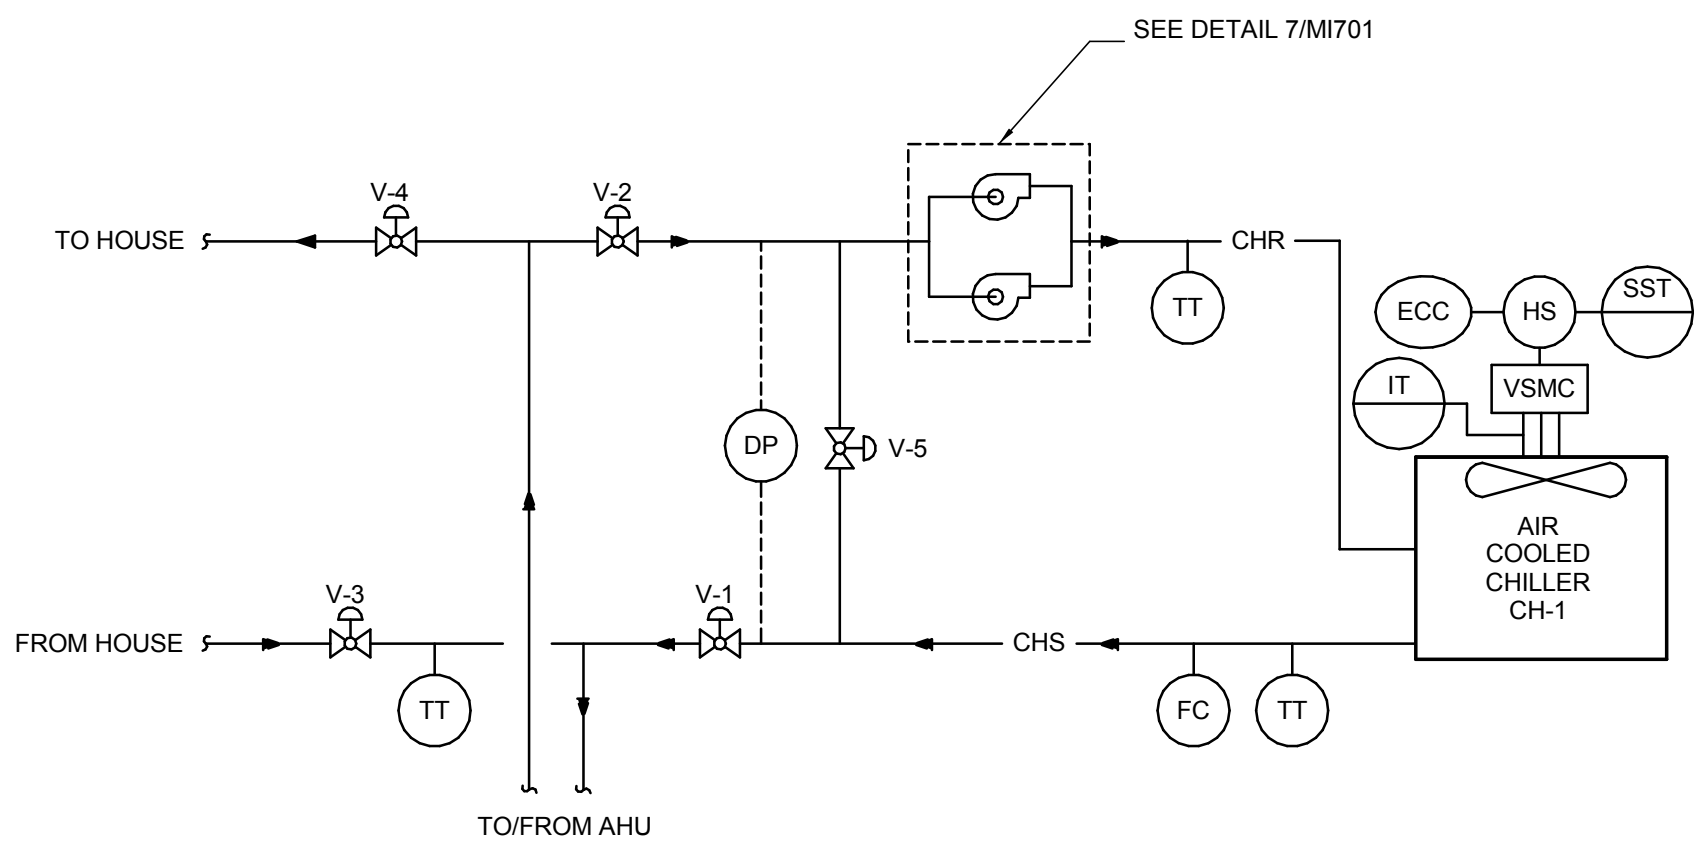 SEE DETAIL 7/MI701
V-4
V-2
TO HOUSE
CHR
TT
ECC
HS
SST
IT
VSMC
DP
V-5
AIR
COOLED
CHILLER
CH-1
V-3
V-1
FROM HOUSE
CHS
TT
FC
TT
TO/FROM AHU